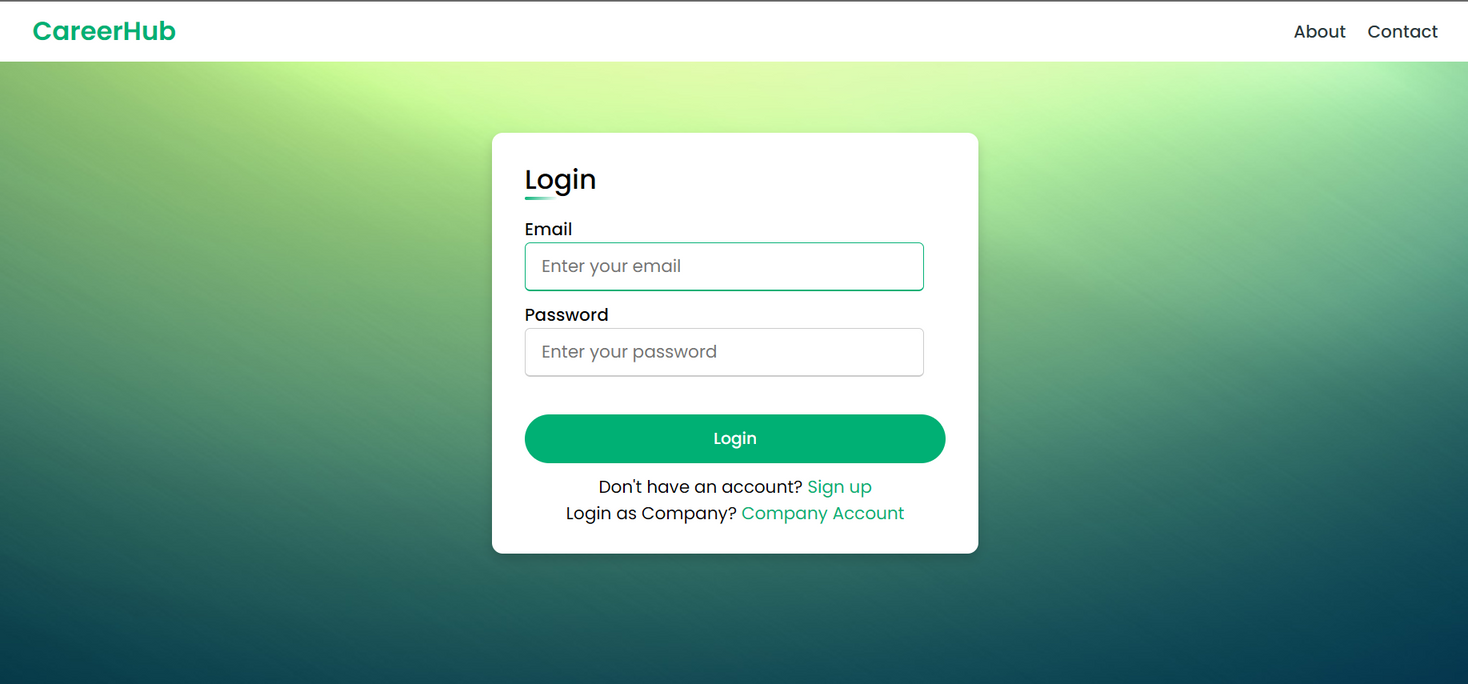 CareerHub
About Contact
Login
Email
Enter your email
Password
Enter your password
Login
Don't have an account? Sign up
Login as Company? Company Account